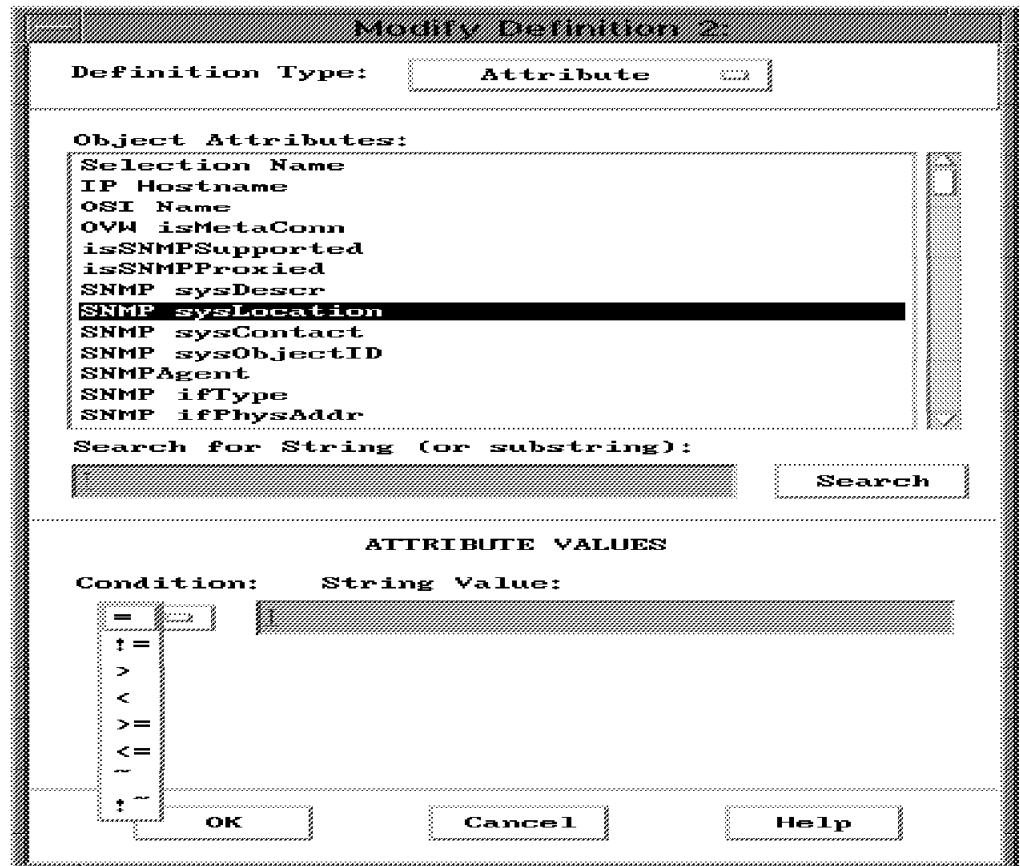 Modify Definition 2:
Definition Type: Attribute
Object Attributes:
Selection Name
IP Hostname
OSI Name
OVW isMetaConn
isSNMPSupported
isSNMPProxied
SNMP sysDescr
SNMP sysLocation
SNMP sysContact
SNMP sysObjectID
SNMPAgent
SNMP ifType
SNMP ifPhysAddr
Search for String (or substring):
Search
ATTRIBUTE VALUES
Condition: String Value:
=
!=
>
<
>=
<=
~
!~
OK Cancel Help